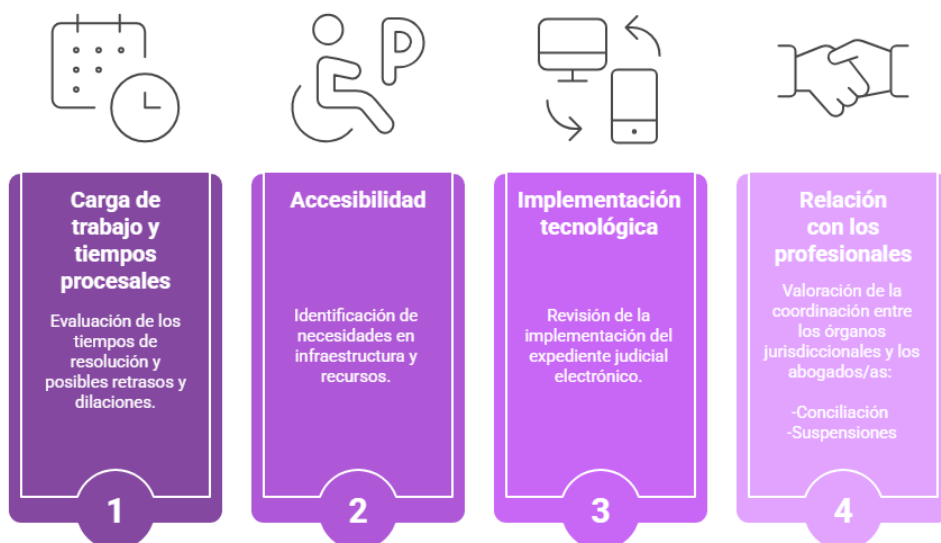 P
Carga de
trabajo y
tiempos
procesales
Evaluación de los
tiempos de
resolución y
posibles retrasos y
dilaciones.
1
Accesibilidad
Identificación de
necesidades en
infraestructura y
recursos.
2
Implementación
tecnológica
Revisión de la
implementación del
expediente judicial
electrónico.
3
Relación
con los
profesionales
Valoración de la
coordinación entre
los órganos
jurisdiccionales y los
abogados/as:
-Conciliación
-Suspensiones
4